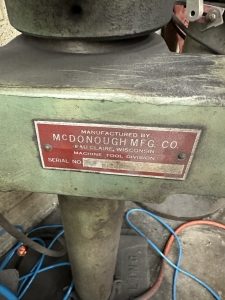 MANUFACTURED BY
McDONOUGH MFG. CO.
EAU CLAIRE, WISCONSIN
MACHINE TOOL DIVISION
SERIAL NO.